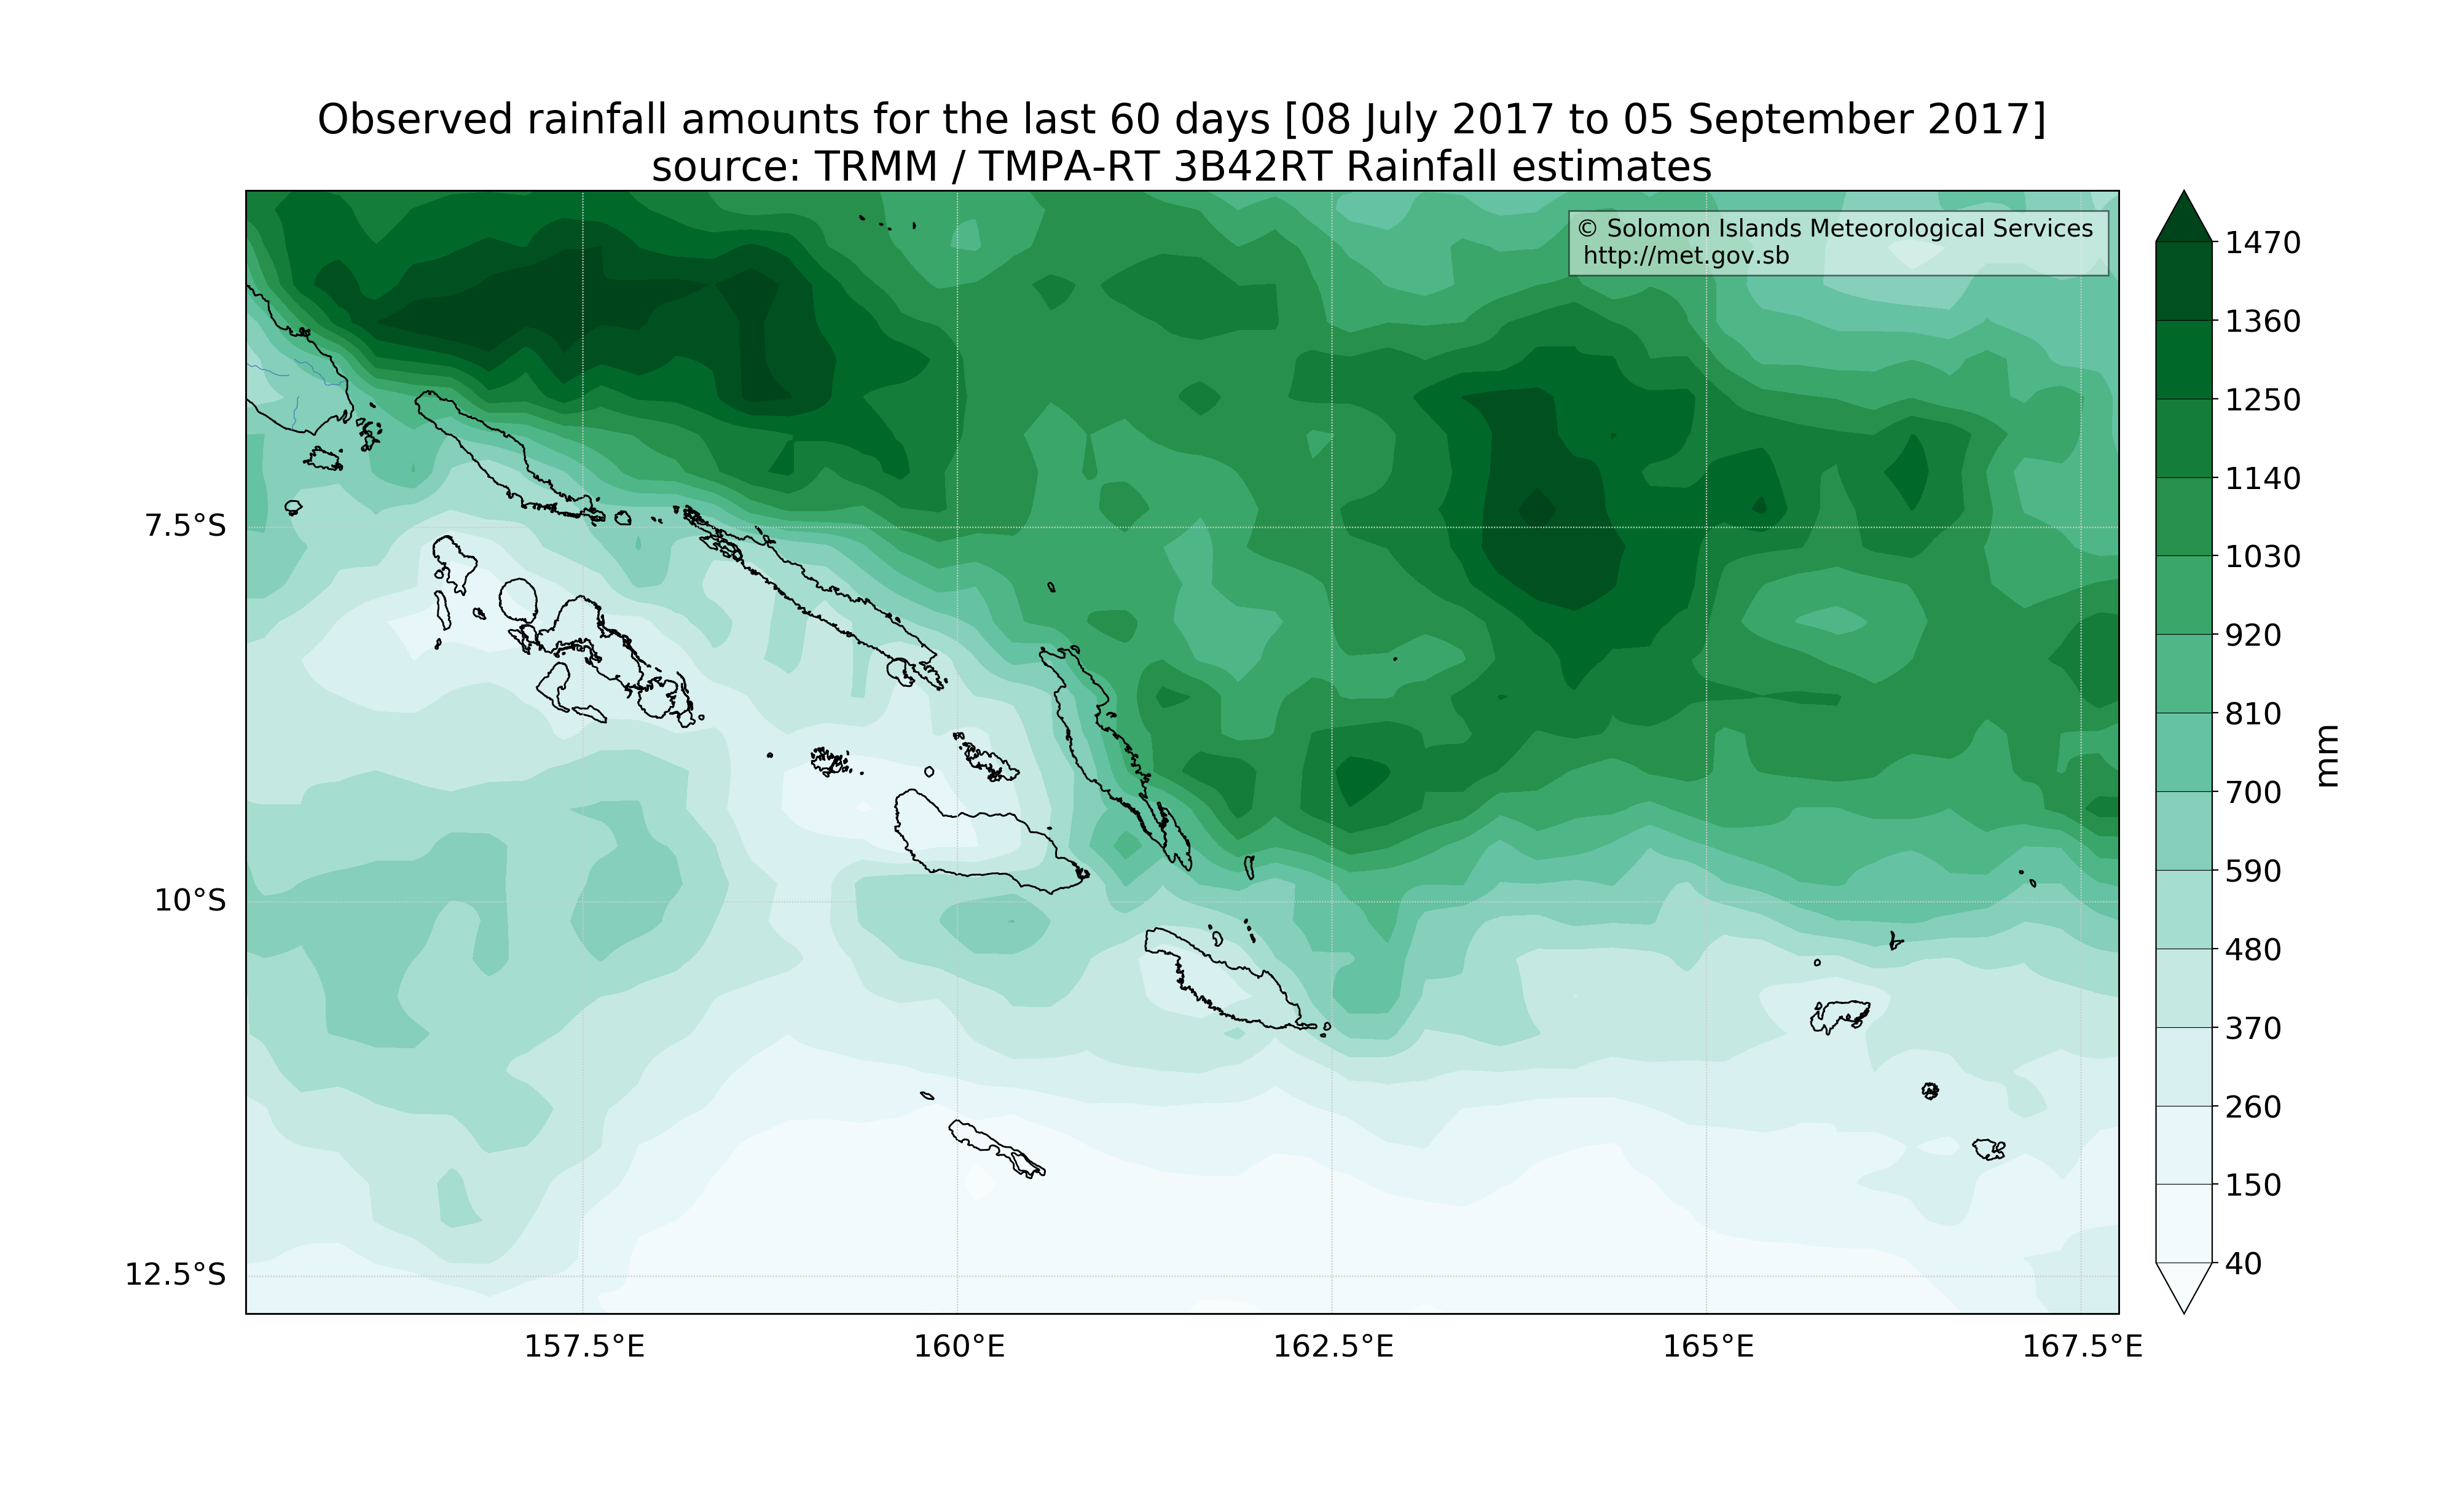 Observed rainfall amounts for the last 60 days [08 July 2017 to 05 September 2017]
source: TRMM / TMPA-RT 3B42RT Rainfall estimates
© Solomon Islands Meteorological Services
http://met.gov.sb
7.5°S
10°S
12.5°S
157.5°E
160°E
162.5°E
165°E
167.5°E
1470
1360
1250
1140
1030
920
810
700
590
480
370
260
150
40
mm